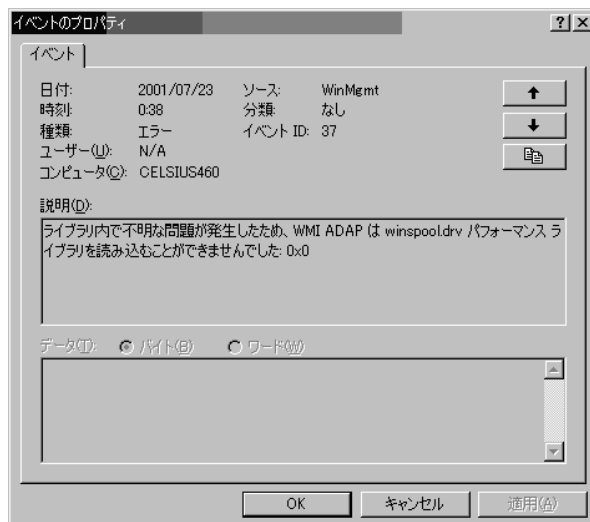 イベントのプロパティ
イベント
日付: 2001/07/23 ソース: WinMgmt
時刻: 0:38 分類: なし
種類: エラー イベント ID: 37
ユーザー(U): N/A
コンピュータ(C): CELSIUS460
説明(D):
ライブラリ内で不明な問題が発生したため、WMI ADAP は winspool.drv パフォーマンス ラ
イブラリを読み込むことができませんでした: 0x0
データ(T): バイト(B) ワード(W)
OK キャンセル 適用(A)